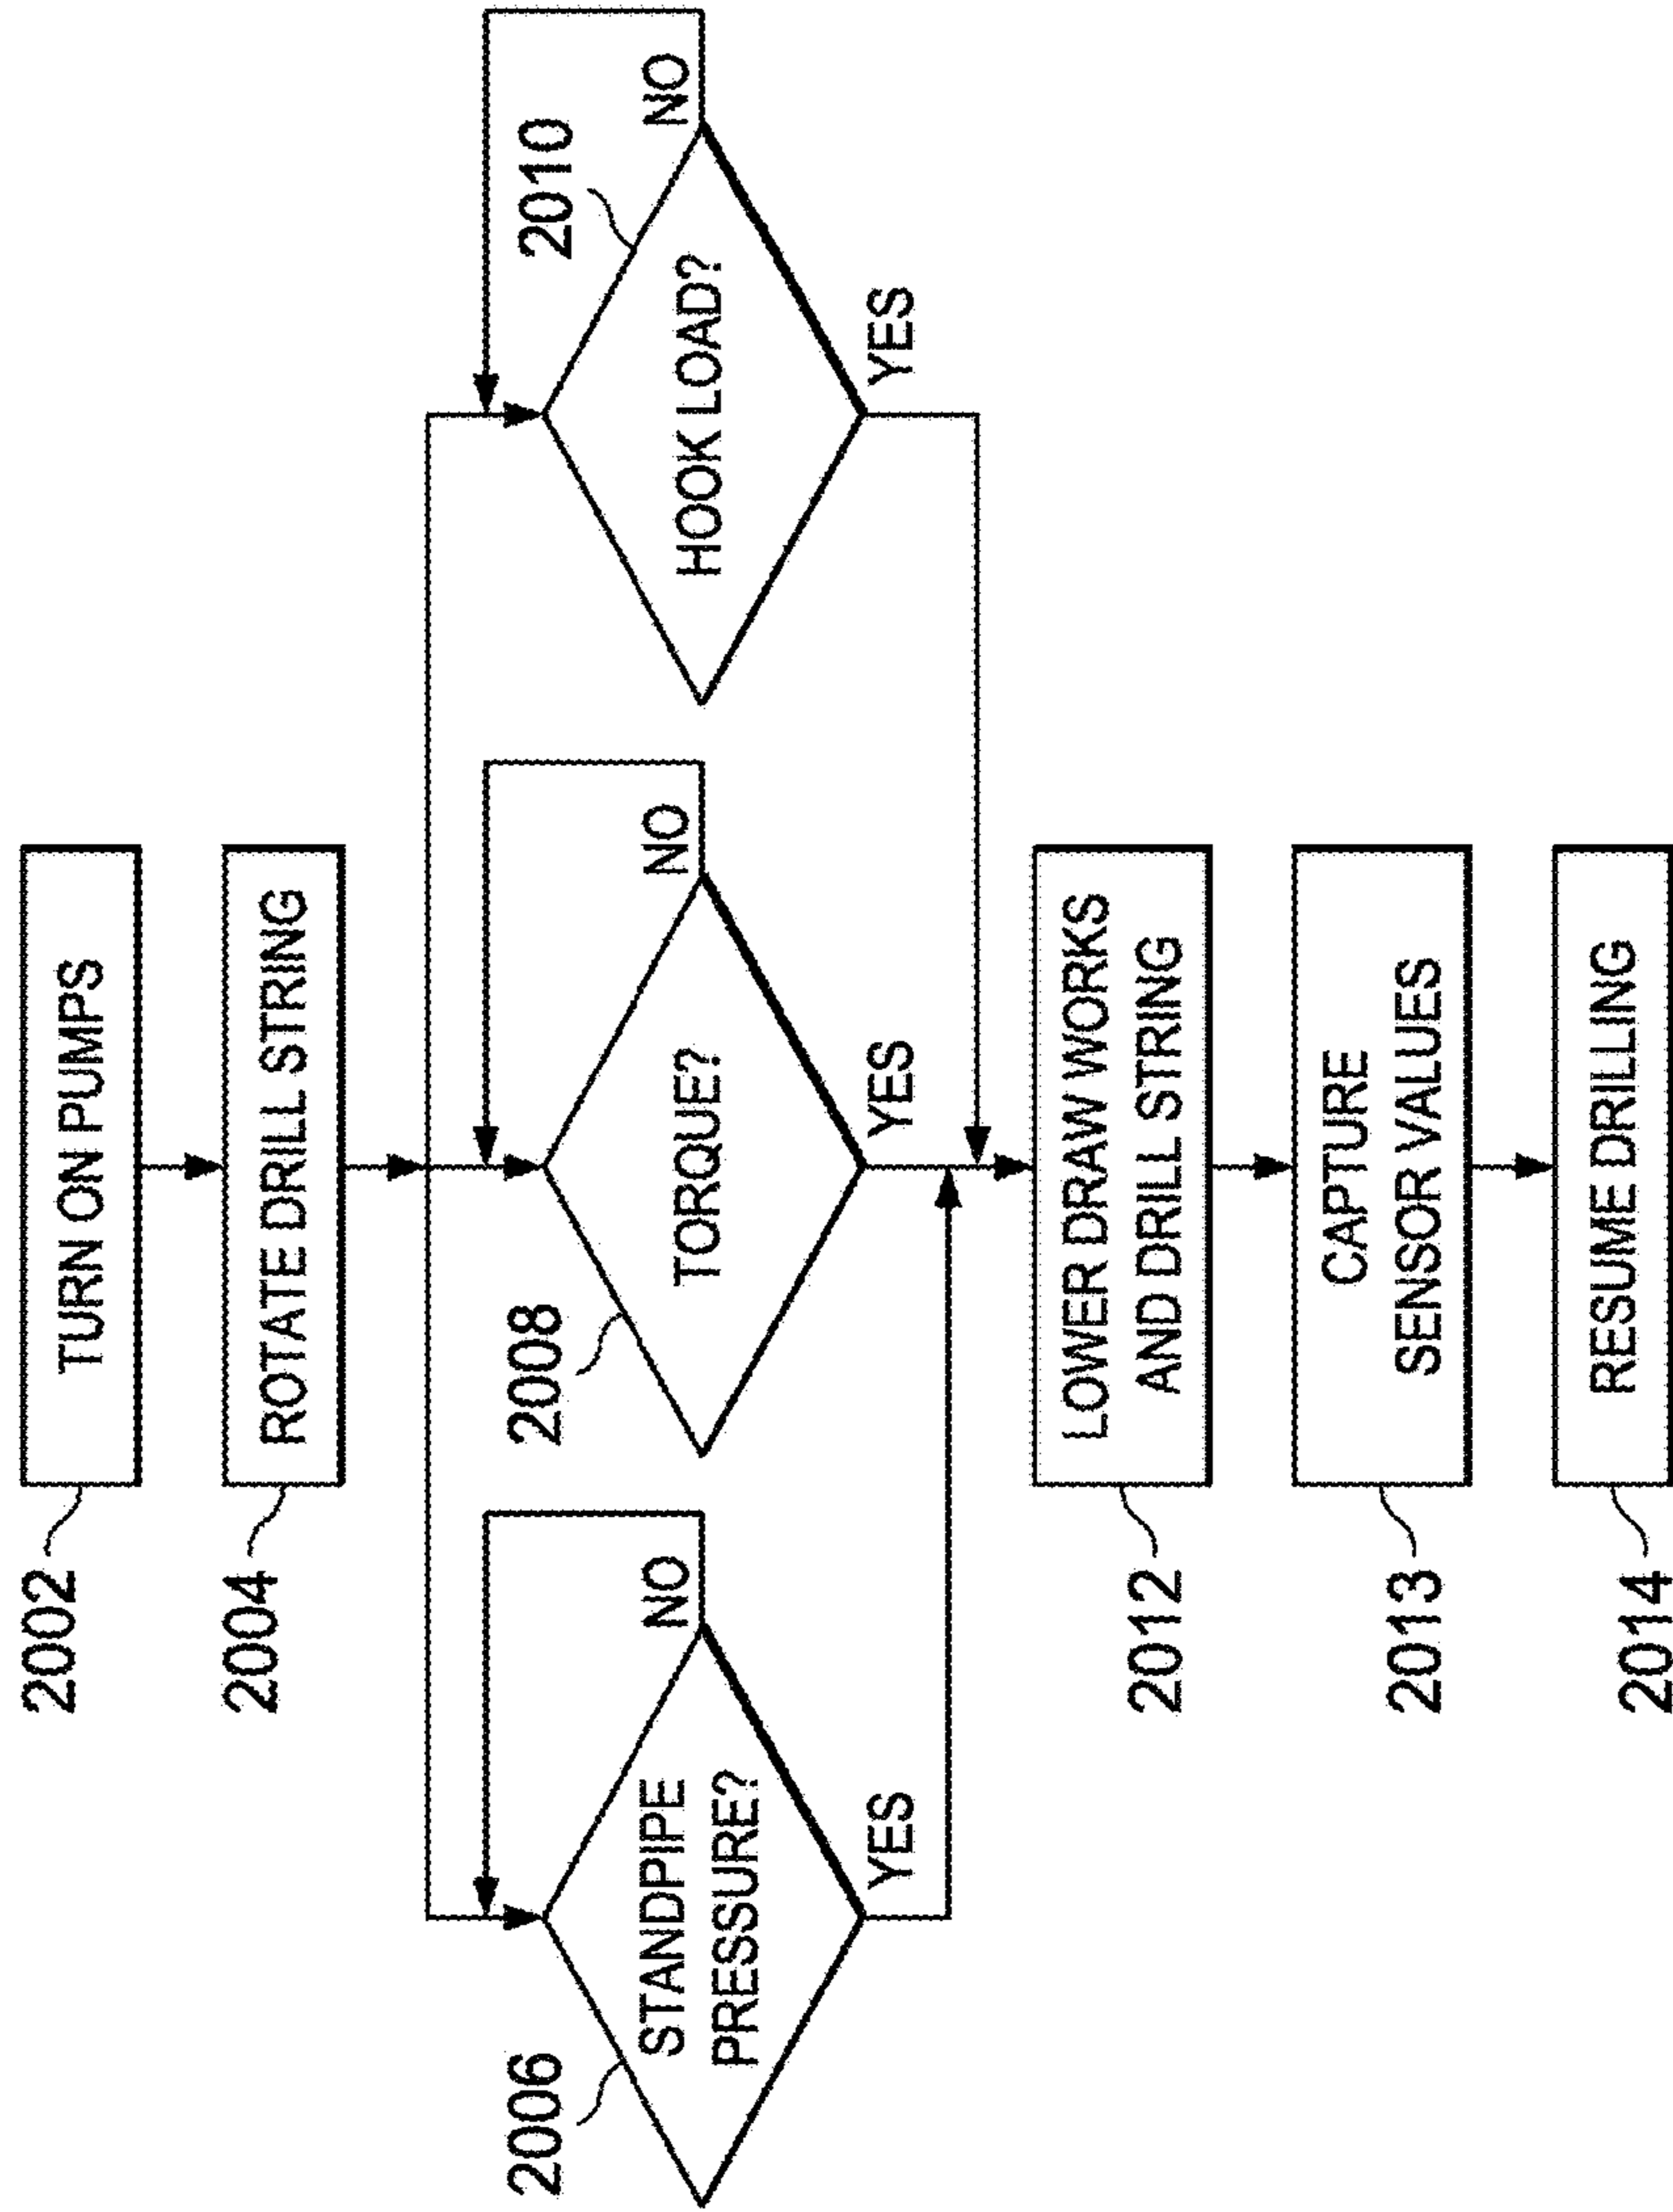 2002
TURN ON PUMPS
2004
ROTATE DRILL STRING
2006
STANDPIPE
PRESSURE?
NO
YES
2008
TORQUE?
NO
YES
2010
HOOK LOAD?
NO
YES
2012
LOWER DRAW WORKS
AND DRILL STRING
2013
CAPTURE
SENSOR VALUES
2014
RESUME DRILLING